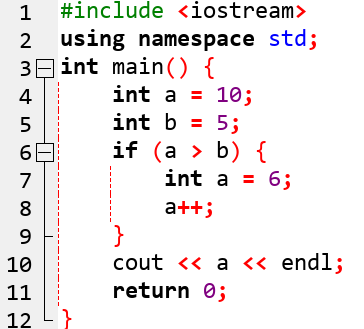 1 #include <iostream>
2 using namespace std;
3 int main() {
4 int a = 10;
5 int b = 5;
6 if (a > b) {
7 int a = 6;
8 a++;
9 }
10 cout << a << endl;
11 return 0;
12 }